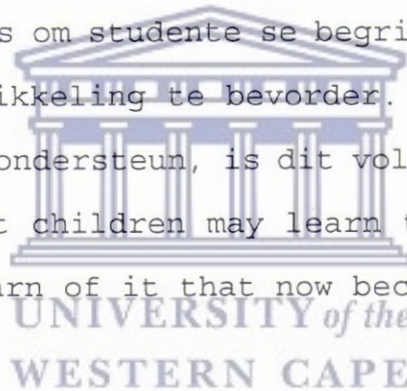 s om studente se begri
ikkeling te bevorder.
ondersteun, is dit vol
t children may learn
arn of it that now bec
UNIVERSITY of the
WESTERN CAPE